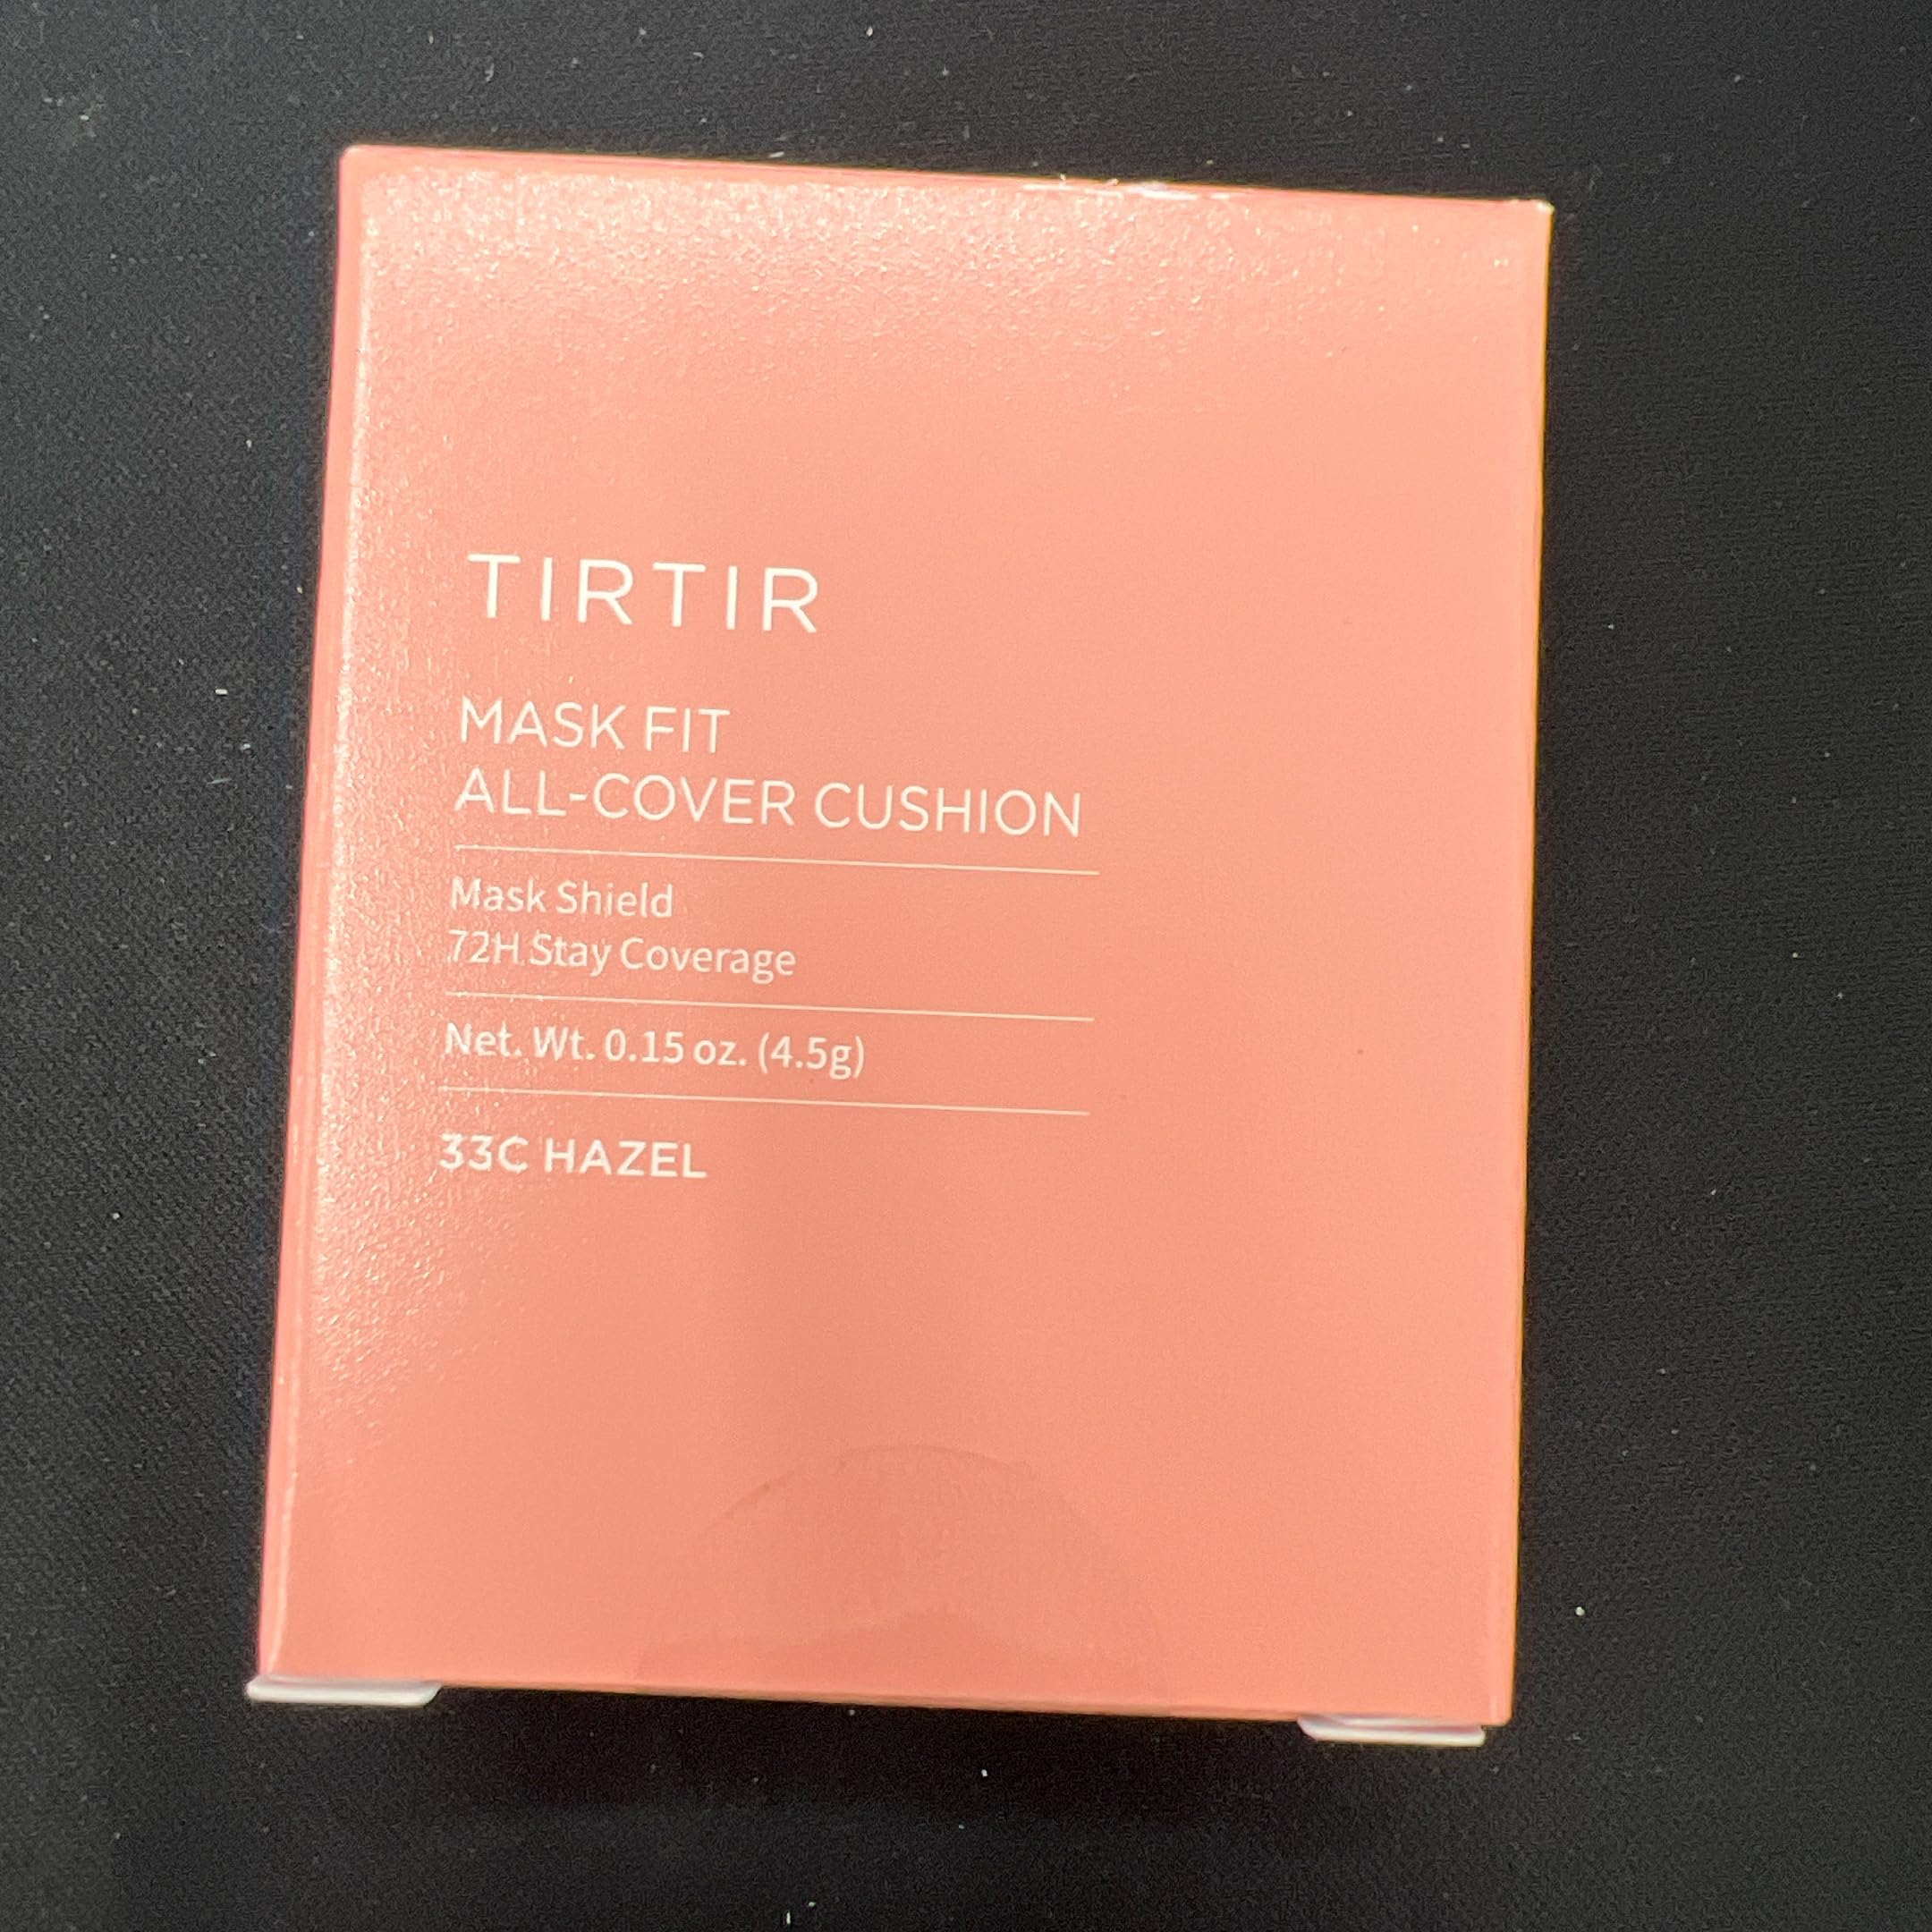 TIRTIR
MASK FIT
ALL-COVER CUSHION
Mask Shield
72H Stay Coverage
Net. Wt. 0.15 oz. (4.5g)
33C HAZEL